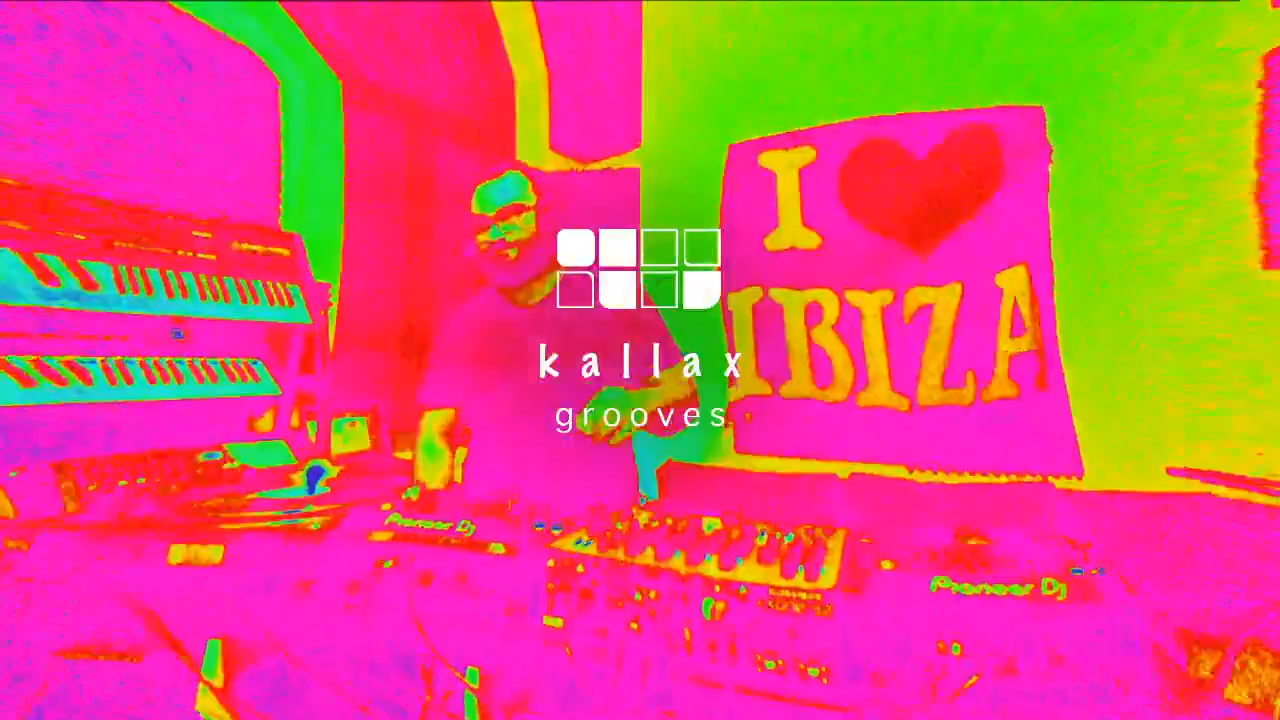 I
IBIZA
kallax
grooves
Pioneer Dj
Pioneer Dj